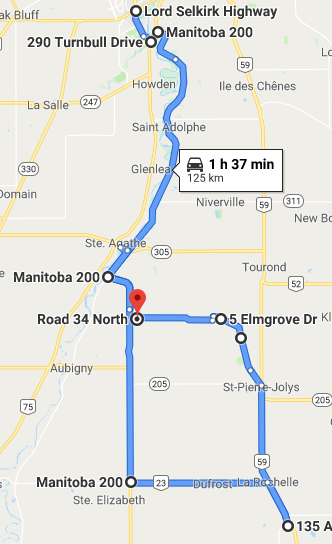 Lord Selkirk Highway
ak Bluff
290 Turnbull Drive
Manitoba 200
59
Howden
Ile des Chênes
La Salle
247
Saint Adolphe
330
Glenlea
1 h 37 min
125 km
Domain
Niverville
311
59
New Bo
Ste. Agathe
305
Tourond
Manitoba 200
Road 34 North
5 Elmgrove Dr
Kl
Aubigny
205
St-Pierre-Jolys
205
75
59
Manitoba 200
23
Dufrost
La Rochelle
Ste. Elizabeth
135 A